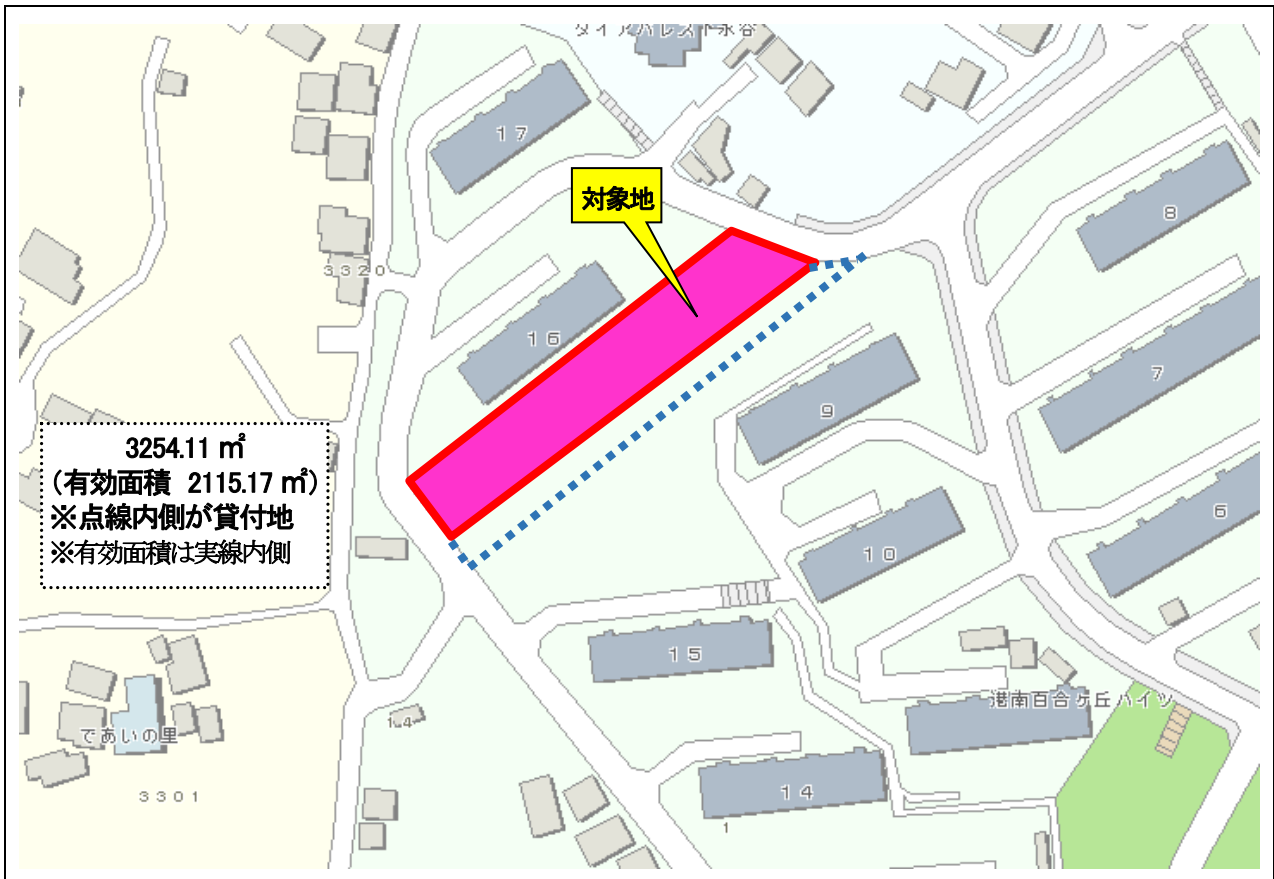 ダイアパレス下永谷
17
対象地
8
3320
16
7
9
3254.11 ㎡
(有効面積 2115.17 ㎡)
※点線内側が貸付地
※有効面積は実線内側
6
10
15
港南百合ケ丘ハイツ
14
であいの里
3301
14
1